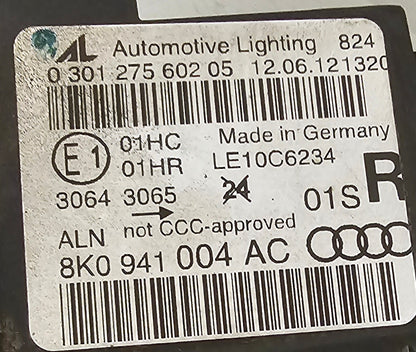 AL Automotive Lighting 824
0 301 275 602 05 12.06.121320
E1 01HC Made in Germany
01HR LE10C6234
3064 3065 24 01S R
not CCC-approved
ALN
8K0 941 004 AC